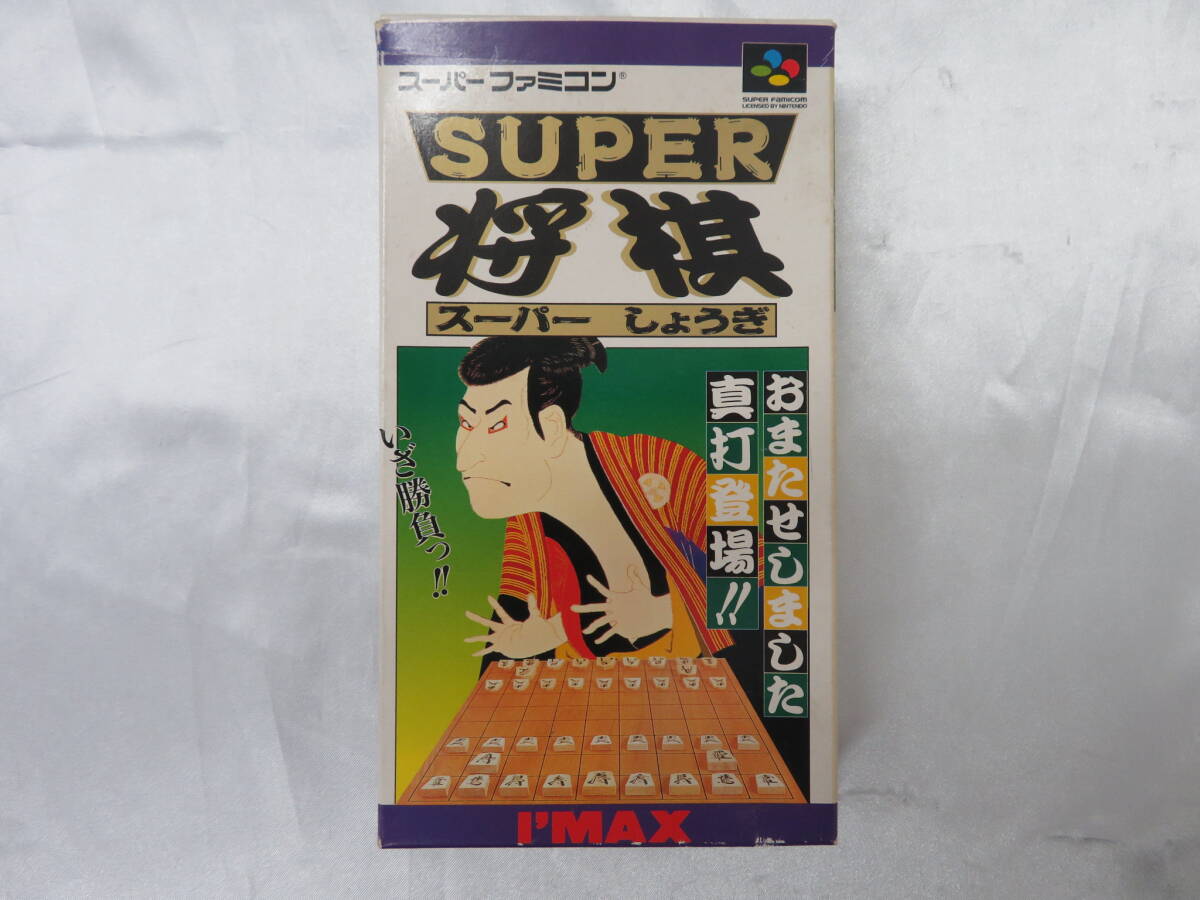 スーパーファミコン®
SUPER FAMICOM
LICENSED BY NINTENDO
SUPER
将棋
スーパー しょうぎ
おまたせしました
真打登場!!
いざ勝負っ!!
I'MAX